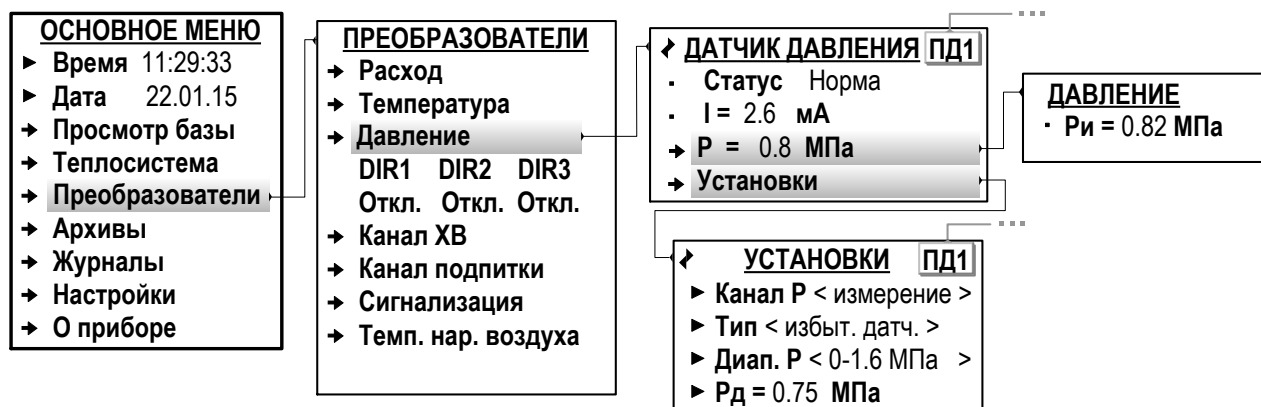 ОСНОВНОЕ МЕНЮ
Время 11:29:33
Дата 22.01.15
Просмотр базы
Теплосистема
Преобразователи
Архивы
Журналы
Настройки
О приборе
ПРЕОБРАЗОВАТЕЛИ
Расход
Температура
Давление
DIR1 DIR2 DIR3
Откл. Откл. Откл.
Канал ХВ
Канал подпитки
Сигнализация
Темп. нар. воздуха
ДАТЧИК ДАВЛЕНИЯ ПД1
Статус Норма
I = 2.6 мА
P = 0.8 МПа
Установки
ДАВЛЕНИЕ
Pи = 0.82 МПа
УСТАНОВКИ ПД1
Канал P < измерение >
Тип < избыт. датч. >
Диап. P < 0-1.6 МПа >
Pд = 0.75 МПа